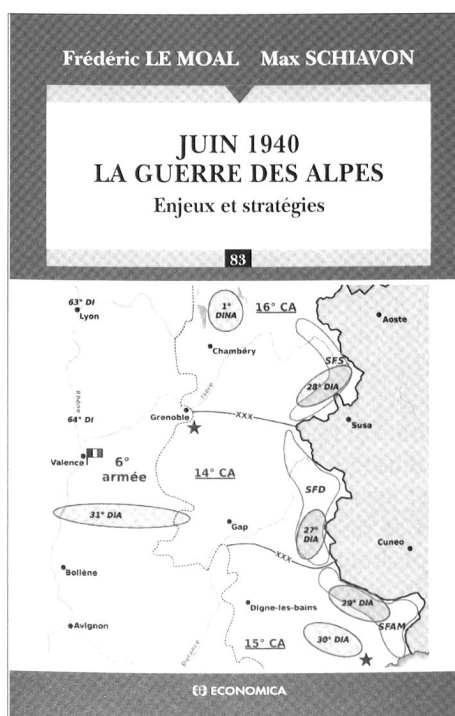 Frédéric LE MOAL Max SCHIAVON
JUIN 1940
LA GUERRE DES ALPES
Enjeux et stratégies
83
63° DI
Lyon
1°
DINA
16° CA
Aoste
Chambéry
SFS
28° DIA
Isère
Rhône
64° DI
Grenoble
XXX
Susa
Valence
6°
armée
14° CA
31° DIA
SFD
27°
DIA
Gap
Cuneo
XXX
Bollène
29° DIA
Digne-les-bains
SFAM
Avignon
Durance
15° CA
30° DIA
ECONOMICA